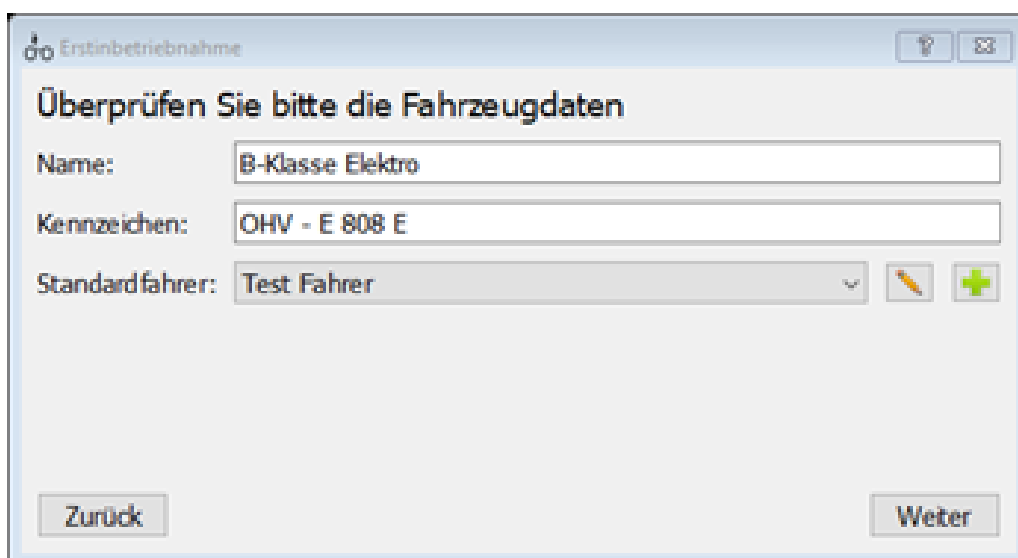 Erstinbetriebnahme
Überprüfen Sie bitte die Fahrzeugdaten
Name: B-Klasse Elektro
Kennzeichen: OHV - E 808 E
Standardfahrer: Test Fahrer
Zurück Weiter